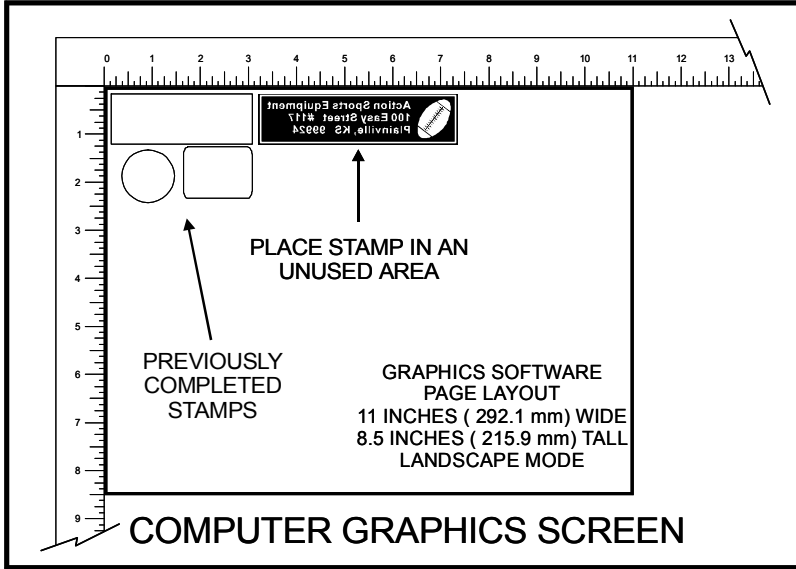 0 1 2 3 4 5 6 7 8 9 10 11 12 13
1
2
3
4
5
6
7
8
9
Action Sports Equipment
100 Easy Street #117
Plainville, KS 99924
PLACE STAMP IN AN
UNUSED AREA
PREVIOUSLY
COMPLETED
STAMPS
GRAPHICS SOFTWARE
PAGE LAYOUT
11 INCHES ( 292.1 mm) WIDE
8.5 INCHES ( 215.9 mm) TALL
LANDSCAPE MODE
COMPUTER GRAPHICS SCREEN